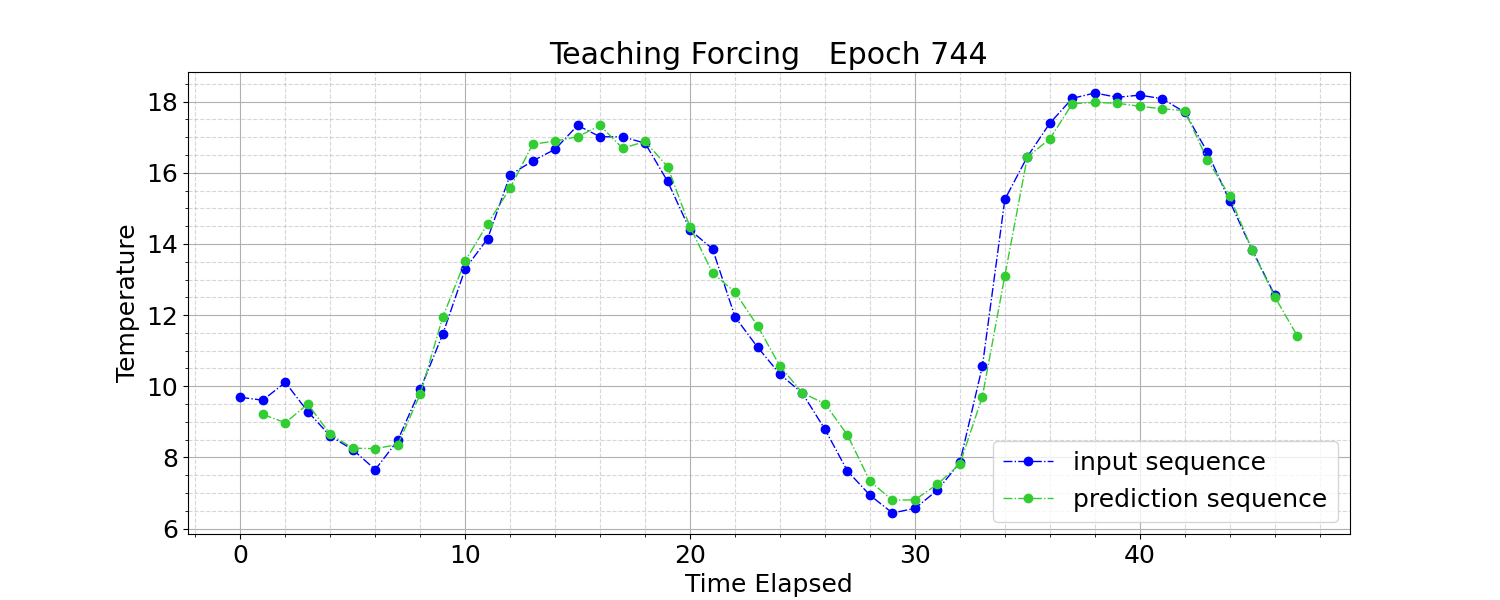 Teaching Forcing   Epoch 744
18
16
14
12
10
8
6
Temperature
input sequence
prediction sequence
0
10
20
30
40
Time Elapsed